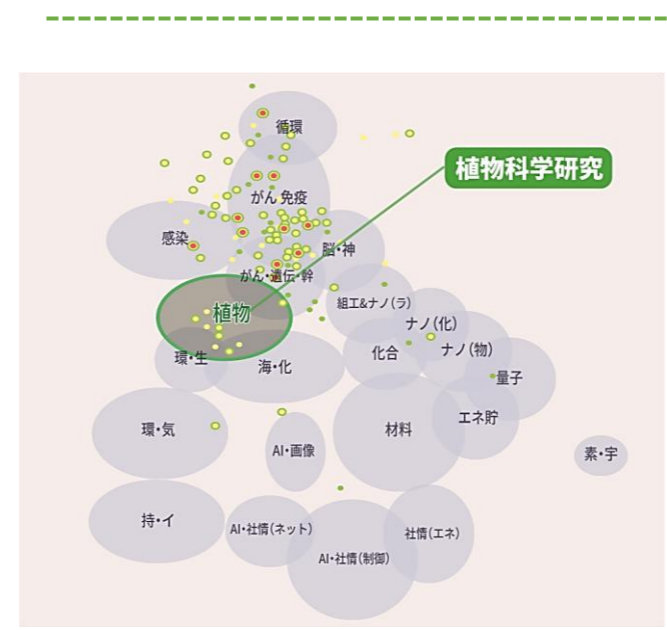 循環
植物科学研究
がん 免疫
感染
脳・神
がん・遺伝・幹
組工&ナノ(ラ)
植物
ナノ(化)
ナノ(物)
化合
環・生
海・化
量子
エネ貯
環・気
材料
AI・画像
素・宇
持・イ
AI・社情(ネット)
社情(エネ)
AI・社情(制御)